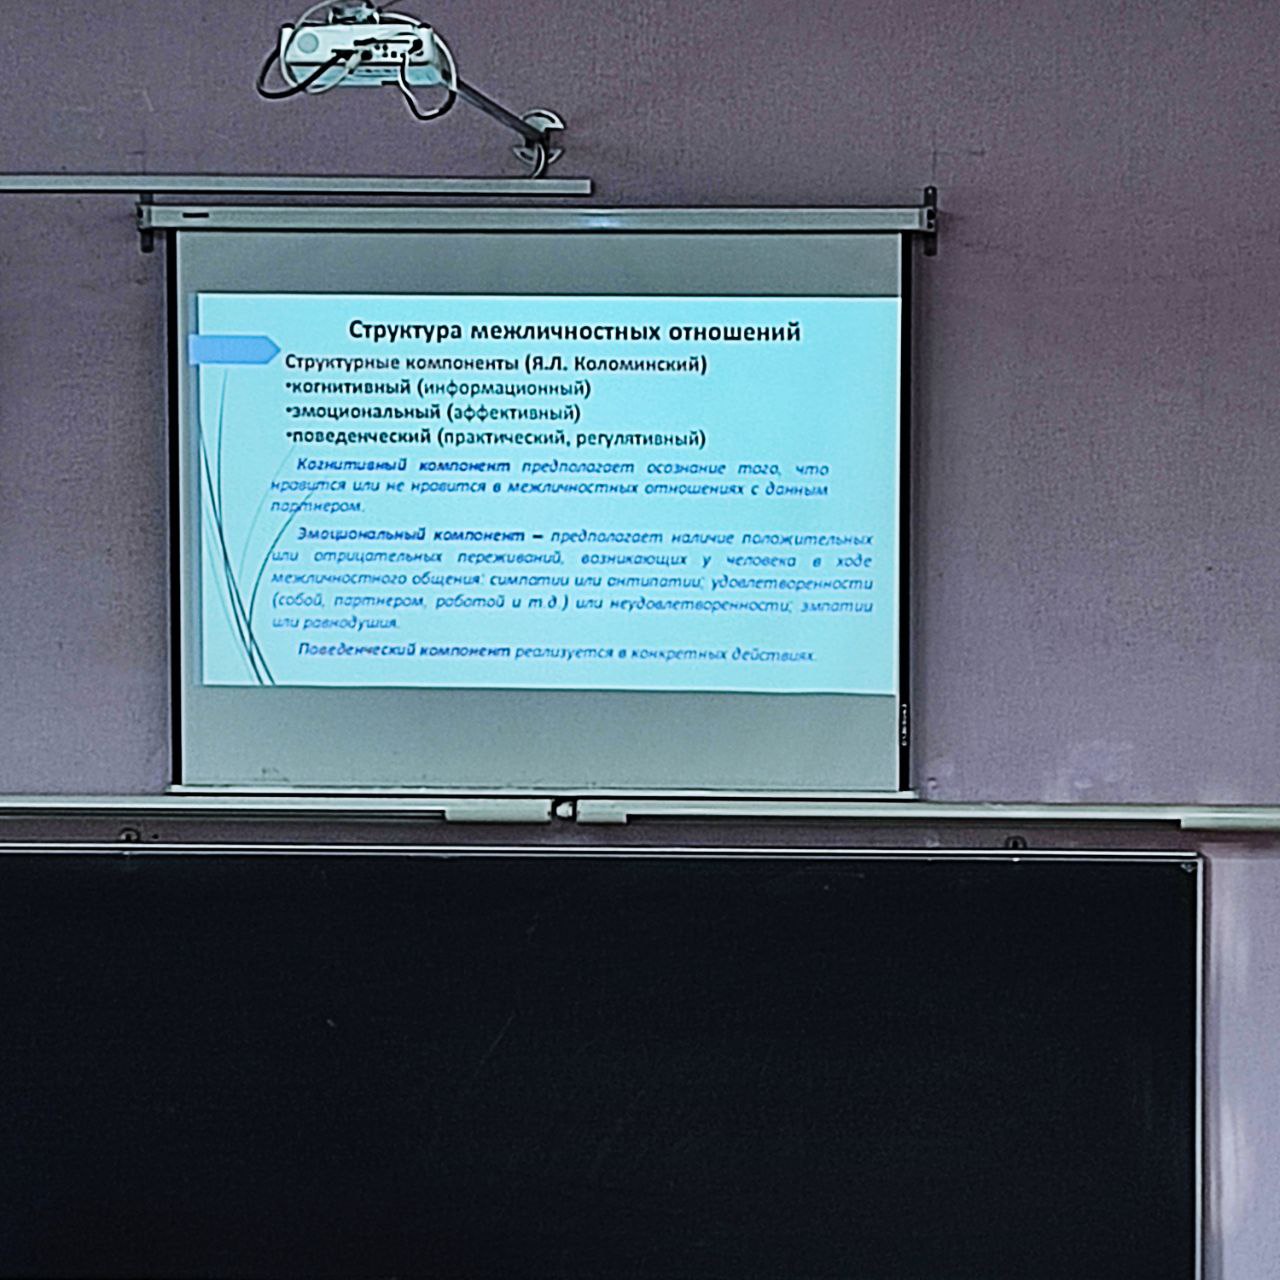 Структура межличностных отношений
Структурные компоненты (Я.Л. Коломинский)
•когнитивный (информационный)
•эмоциональный (аффективный)
•поведенческий (практический, регулятивный)
Когнитивный компонент предполагает осознание того, что
нравится или не нравится в межличностных отношениях с данным
партнером.
Эмоциональный компонент – предполагает наличие положительных
или отрицательных переживаний, возникающих у человека в ходе
межличностного общения: симпатии или антипатии; удовлетворенности
(собой, партнером, работой и т.д.) или неудовлетворенности; эмпатии
или равнодушия.
Поведенческий компонент реализуется в конкретных действиях.